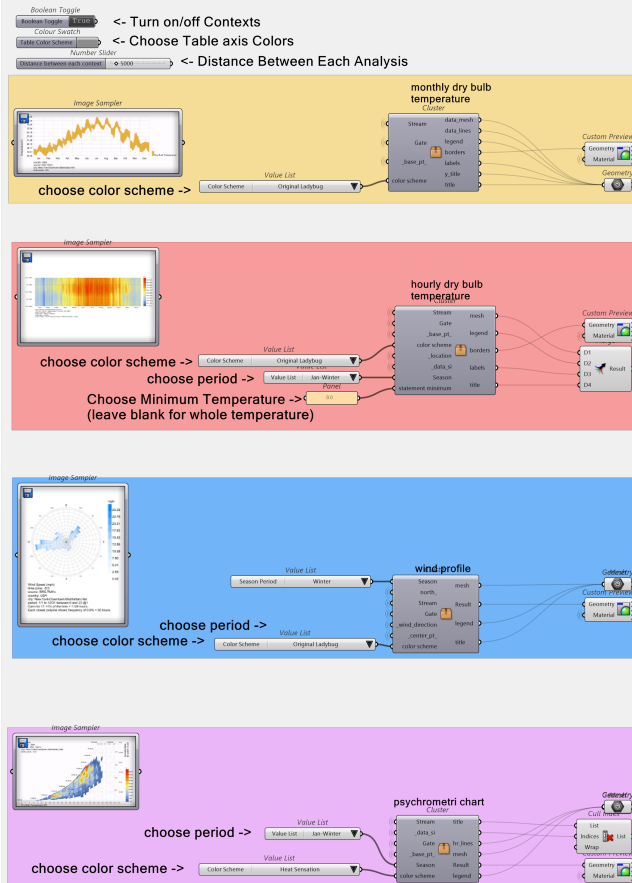 Boolean Toggle
Boolean Toggle True
<- Turn on/off Contexts
Colour Swatch
Table Color Scheme
<- Choose Table axis Colors
Number Slider
Distance between each context 5000
<- Distance Between Each Analysis
Image Sampler
monthly dry bulb
temperature
Cluster
Stream
Gate
_base_pt_
color scheme
data_mesh
data_lines
legend
borders
labels
y_title
title
Custom Preview
Geometry
Material
Geometry
Value List
choose color scheme ->
Color Scheme Original Ladybug
Image Sampler
hourly dry bulb
temperature
Cluster
Stream
Gate
_base_pt_
color scheme
_location
_data_si
Season
statement minimum
mesh
legend
borders
labels
title
Custom Preview
Geometry
Material
D1
D2
D3
D4
Result
Value List
choose color scheme ->
Color Scheme Original Ladybug
choose period ->
Value List Jan-Winter
Panel
Choose Minimum Temperature ->
80
(leave blank for whole temperature)
Image Sampler
wind profile
Season
north_
Stream
Gate
_wind_direction
_center_pt_
color scheme
mesh
Result
legend
title
Custom Preview
Geometry
Material
Value List
Season Period Winter
choose period ->
Value List
choose color scheme ->
Color Scheme Original Ladybug
Image Sampler
psychrometri chart
Cluster
Stream
_data_si
Gate
_base_pt_
Season
color scheme
title
hr_lines
mesh
Result
legend
Cull Index
List
Indices
Wrap
List
Custom Preview
Geometry
Material
Value List
choose period ->
Value List Jan-Winter
Value List
choose color scheme ->
Color Scheme Heat Sensation